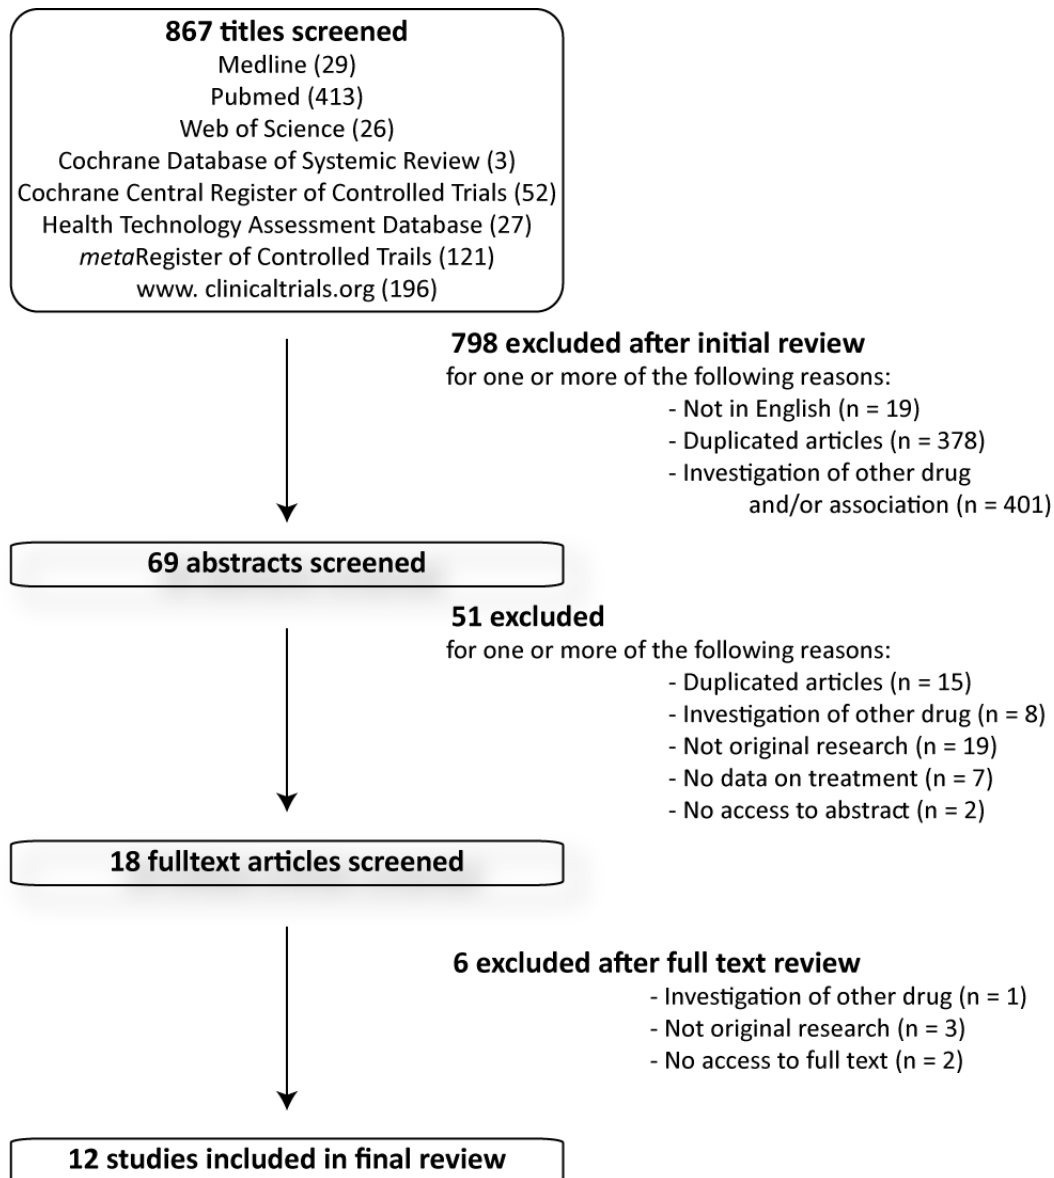 867 titles screened
Medline (29)
Pubmed (413)
Web of Science (26)
Cochrane Database of Systemic Review (3)
Cochrane Central Register of Controlled Trials (52)
Health Technology Assessment Database (27)
metaRegister of Controlled Trails (121)
www. clinicaltrials.org (196)
798 excluded after initial review
for one or more of the following reasons:
- Not in English (n = 19)
- Duplicated articles (n = 378)
- Investigation of other drug
and/or association (n = 401)
69 abstracts screened
51 excluded
for one or more of the following reasons:
- Duplicated articles (n = 15)
- Investigation of other drug (n = 8)
- Not original research (n = 19)
- No data on treatment (n = 7)
- No access to abstract (n = 2)
18 fulltext articles screened
6 excluded after full text review
- Investigation of other drug (n = 1)
- Not original research (n = 3)
- No access to full text (n = 2)
12 studies included in final review